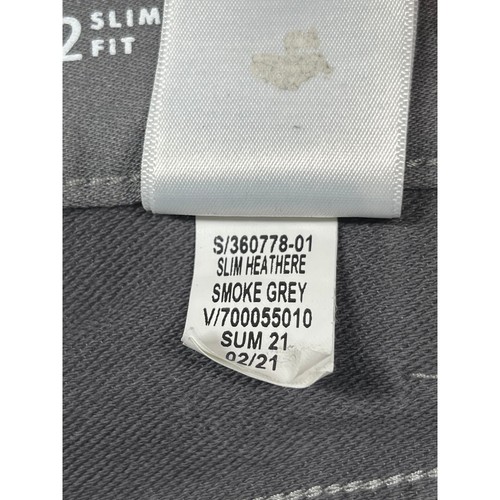 2 SLIM
FIT
S/360778-01
SLIM HEATHERE
SMOKE GREY
V/700055010
SUM 21
02/21